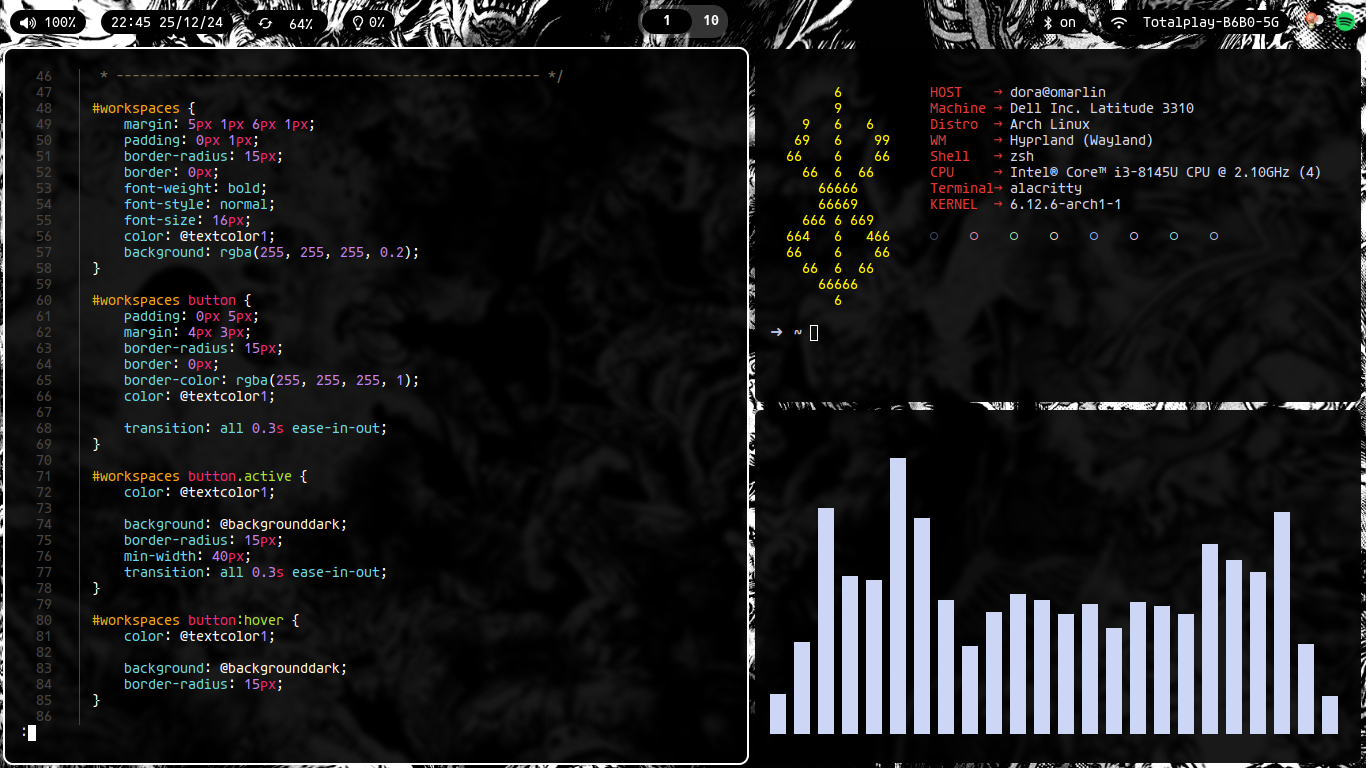 100%
22:45 25/12/24
64%
0%
1 10
on
Totalplay-B6B0-5G
46 * ----------------------------------------------------- */
47
48 #workspaces {
49 margin: 5px 1px 6px 1px;
50 padding: 0px 1px;
51 border-radius: 15px;
52 border: 0px;
53 font-weight: bold;
54 font-style: normal;
55 font-size: 16px;
56 color: @textcolor1;
57 background: rgba(255, 255, 255, 0.2);
58 }
59
60 #workspaces button {
61 padding: 0px 5px;
62 margin: 4px 3px;
63 border-radius: 15px;
64 border: 0px;
65 border-color: rgba(255, 255, 255, 1);
66 color: @textcolor1;
67
68 transition: all 0.3s ease-in-out;
69 }
70
71 #workspaces button.active {
72 color: @textcolor1;
73
74 background: @backgrounddark;
75 border-radius: 15px;
76 min-width: 40px;
77 transition: all 0.3s ease-in-out;
78 }
79
80 #workspaces button:hover {
81 color: @textcolor1;
82
83 background: @backgrounddark;
84 border-radius: 15px;
85 }
86
:
6
9
9 6 6
69 6 99
66 6 66
66 6 66
66666
66669
666 6 669
664 6 466
66 6 66
66 6 66
66666
6
HOST → dora@omarlin
Machine → Dell Inc. Latitude 3310
Distro → Arch Linux
WM → Hyprland (Wayland)
Shell → zsh
CPU → Intel® Core™ i3-8145U CPU @ 2.10GHz (4)
Terminal→ alacritty
KERNEL → 6.12.6-arch1-1
➜ ~